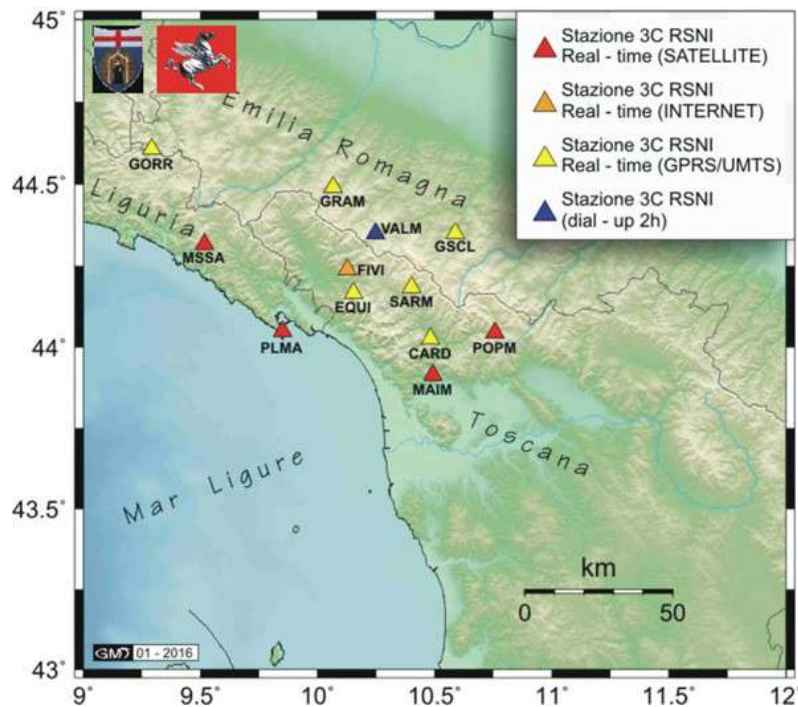 45°
44.5°
44°
43.5°
43°
9°
9.5°
10°
10.5°
11°
11.5°
12°
Stazione 3C RSNI
Real - time (SATELLITE)
Stazione 3C RSNI
Real - time (INTERNET)
Stazione 3C RSNI
Real - time (GPRS/UMTS)
Stazione 3C RSNI
(dial - up 2h)
Emilia Romagna
Liguria
Toscana
Mar Ligure
GORR
GRAM
VALM
GSCL
MSSA
FIVI
EQUI
SARM
PLMA
CARD
POPM
MAIM
km
0 50
GMD 01 - 2016